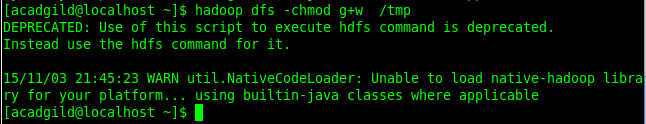 [acadgild@localhost ~]$ hadoop dfs -chmod g+w  /tmp
DEPRECATED: Use of this script to execute hdfs command is deprecated.
Instead use the hdfs command for it.

15/11/03 21:45:23 WARN util.NativeCodeLoader: Unable to load native-hadoop libra
ry for your platform... using builtin-java classes where applicable
[acadgild@localhost ~]$